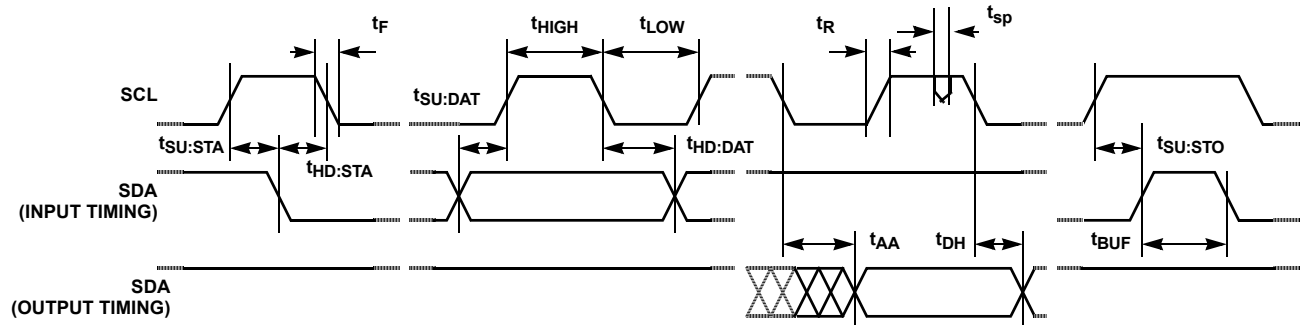 tF
tHIGH
tLOW
tR
tsp
SCL
tSU:DAT
tSU:STA
tHD:STA
tHD:DAT
tSU:STO
SDA
(INPUT TIMING)
tAA
tDH
tBUF
SDA
(OUTPUT TIMING)